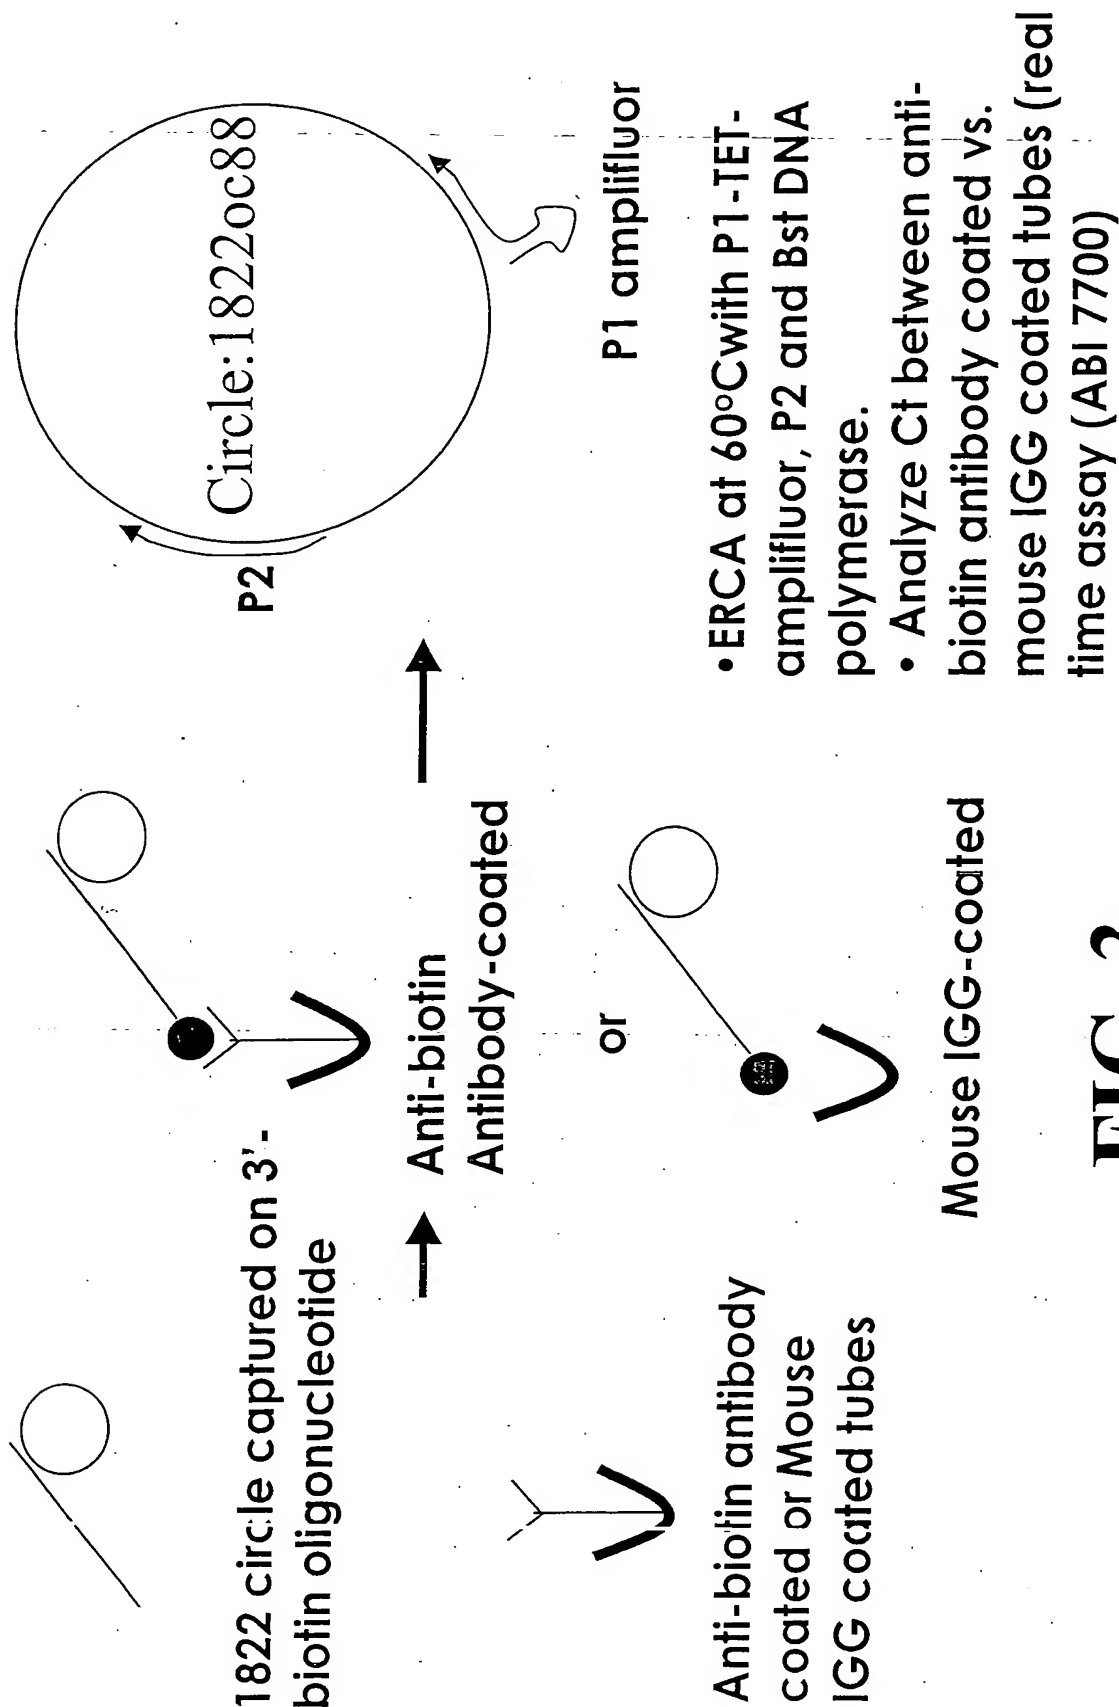 1822 circle captured on 3'-
biotin oligonucleotide
Anti-biotin antibody
coated or Mouse
IGG coated tubes
Anti-biotin
Antibody-coated
or
Mouse IGG-coated
P2
Circle:1822oc88
P1 amplifluor
•ERCA at 60°Cwith P1-TET-
amplifluor, P2 and Bst DNA
polymerase.
• Analyze Ct between anti-
biotin antibody coated vs.
mouse IGG coated tubes (real
time assay (ABI 7700)